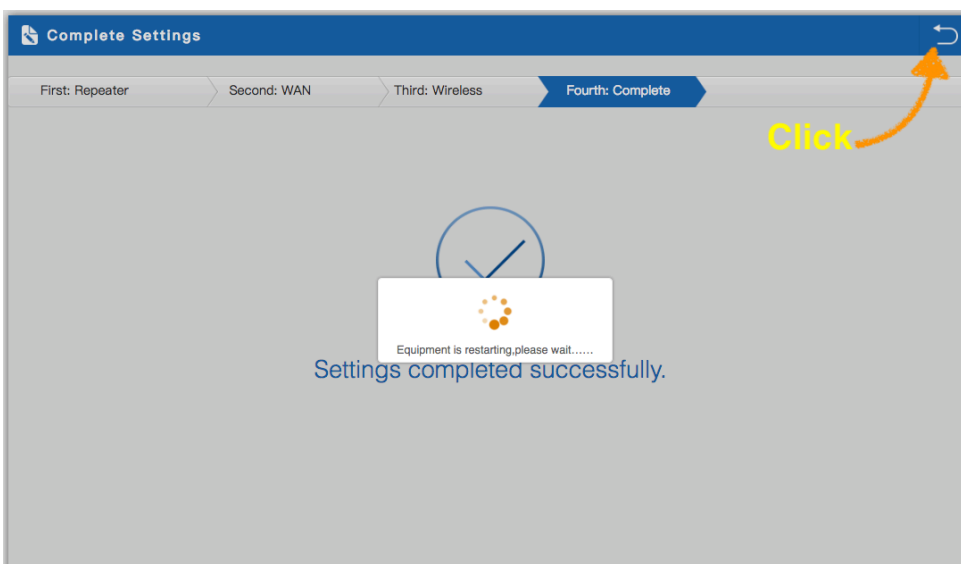 Complete Settings
First: Repeater
Second: WAN
Third: Wireless
Fourth: Complete
Click
Equipment is restarting,please wait......
Settings completed successfully.